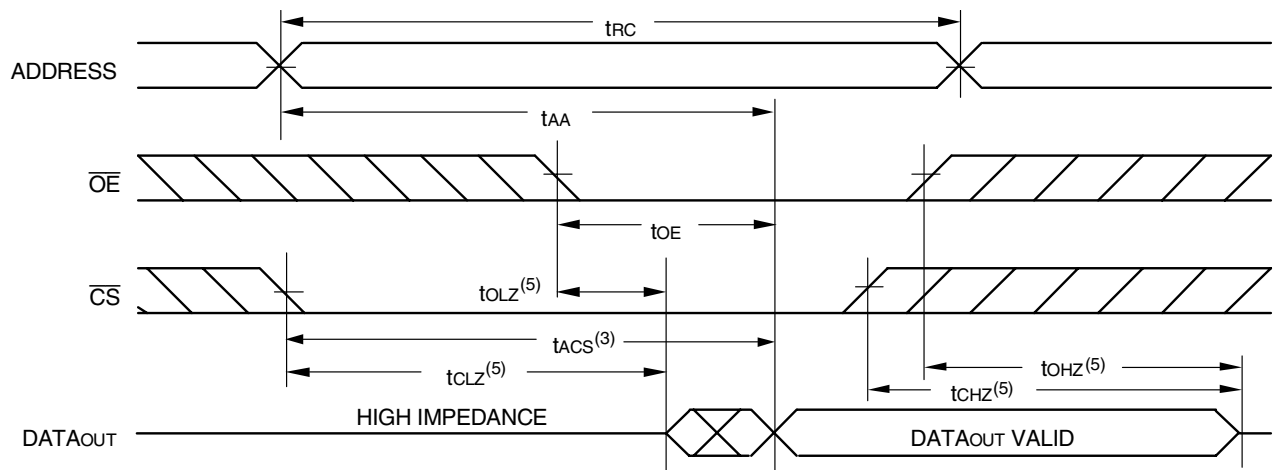 tRC
ADDRESS
tAA
OE
tOE
CS
tOLZ(5)
tACS(3)
tCLZ(5)
tOHZ(5)
tCHZ(5)
HIGH IMPEDANCE
DATAOUT
DATAOUT VALID